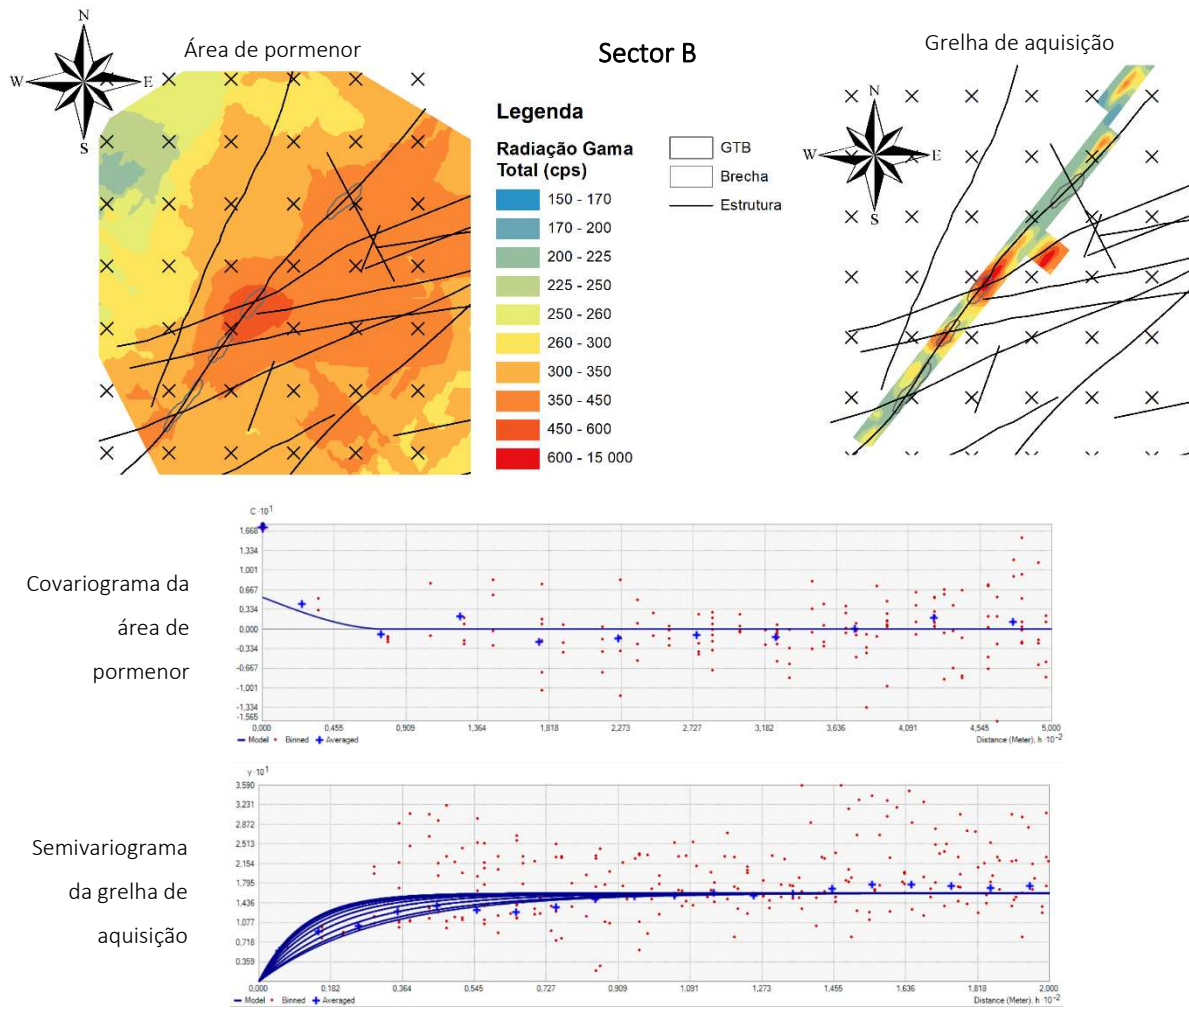 Área de pormenor
Sector B
Grelha de aquisição
N
W
E
S
N
W
E
S
Legenda
Radiação Gama
Total (cps)
150 - 170
170 - 200
200 - 225
225 - 250
250 - 260
260 - 300
300 - 350
350 - 450
450 - 600
600 - 15 000
GTB
Brecha
Estrutura
Covariograma da
área de
pormenor
C ·10¹
1.668
1.334
1.001
0.667
0.334
0.000
-0.334
-0.667
-1.001
-1.334
-1.565
0,000 0,455 0,909 1,364 1,818 2,273 2,727 3,182 3,636 4,091 4,545 5,000
Model Binned Averaged
Distance (Meter), h ·10⁻²
Semivariograma
da grelha de
aquisição
γ ·10¹
3.590
3.231
2.872
2.513
2.154
1.795
1.436
1.077
0.718
0.359
0,000 0,182 0,364 0,545 0,727 0,909 1,091 1,273 1,455 1,636 1,818 2,000
Model Binned Averaged
Distance (Meter), h ·10⁻²